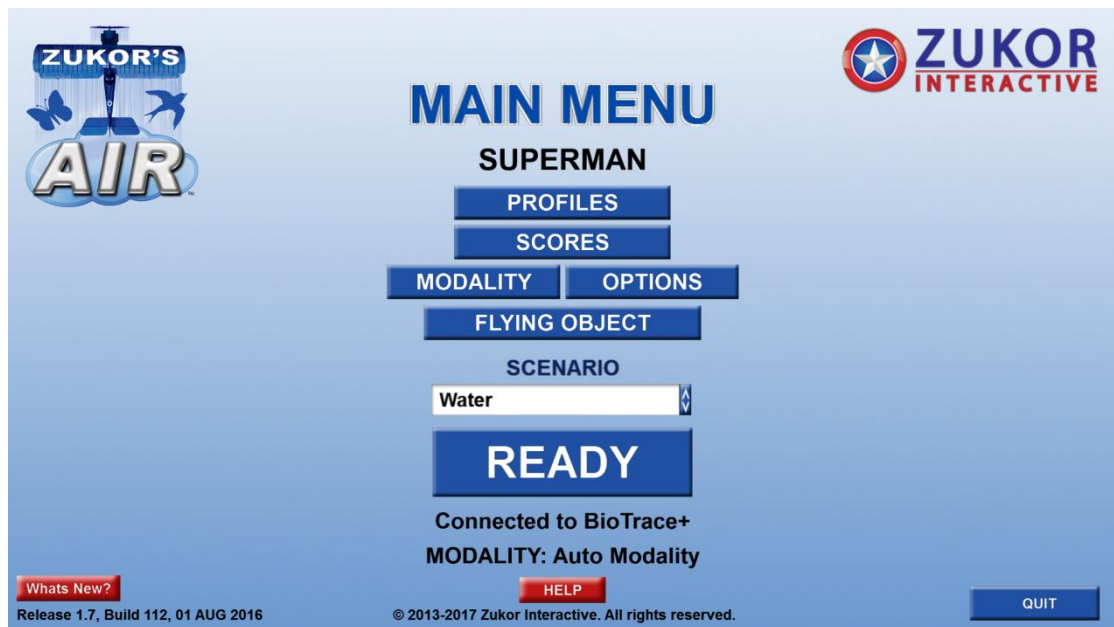 ZUKOR'S
AIR
ZUKOR
INTERACTIVE
MAIN MENU
SUPERMAN
PROFILES
SCORES
MODALITY
OPTIONS
FLYING OBJECT
SCENARIO
Water
READY
Connected to BioTrace+
MODALITY: Auto Modality
Whats New?
HELP
QUIT
Release 1.7, Build 112, 01 AUG 2016
© 2013-2017 Zukor Interactive. All rights reserved.